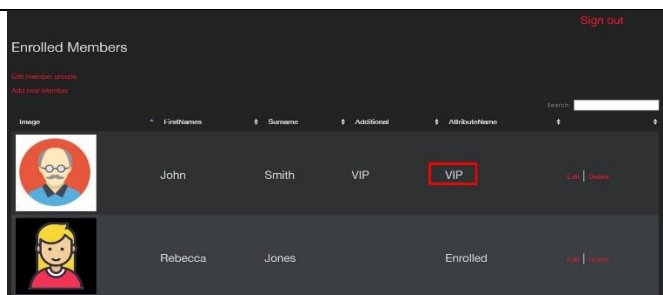 Sign out
Enrolled Members
Edit member groups
Add new Member
Search:
Image FirstNames Surname Additional AttributeName
John Smith VIP VIP Edit | Delete
Rebecca Jones Enrolled